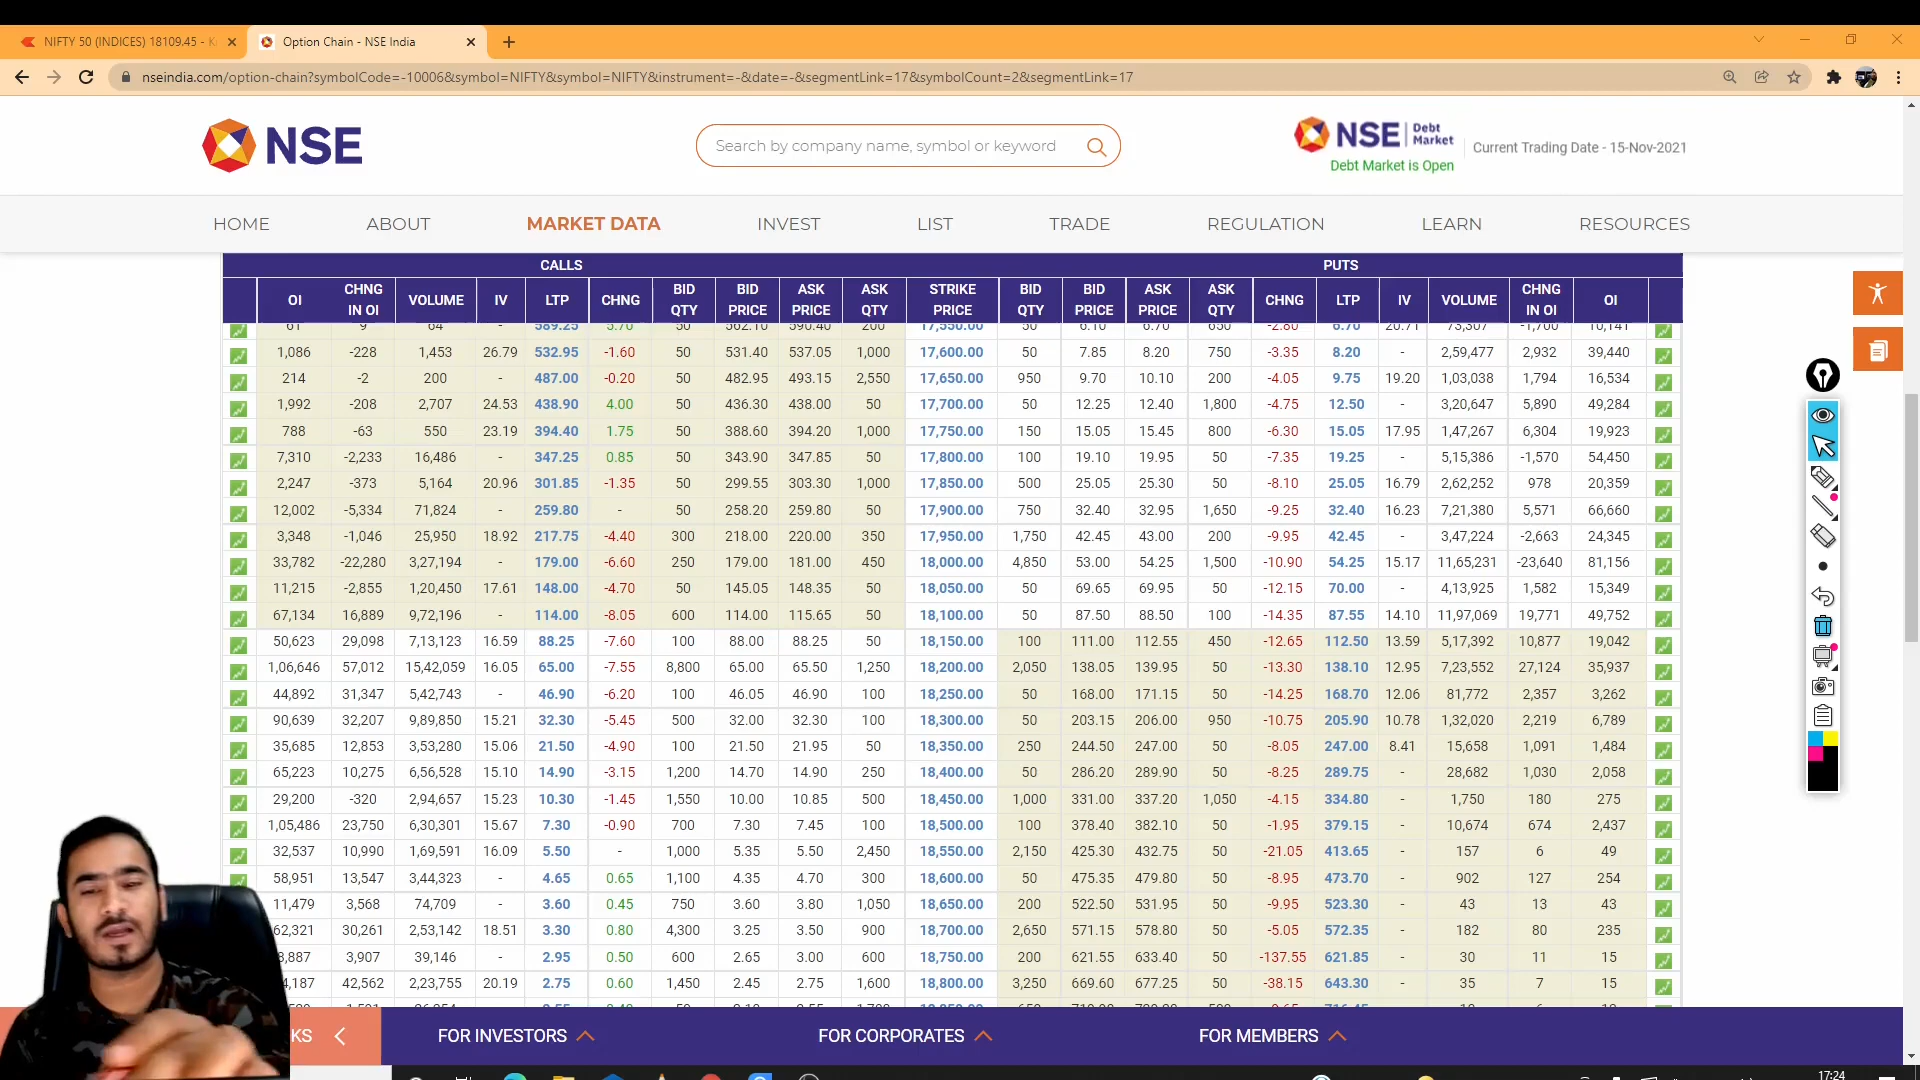 NIFTY 50 (INDICES) 18109.45 - K
Option Chain - NSE India
nseindia.com/option-chain?symbolCode=-10006&symbol=NIFTY&symbol=NIFTY&instrument=-&date=-&segmentLink=17&symbolCount=2&segmentLink=17
NSE
Search by company name, symbol or keyword
NSE Debt Market
Debt Market is Open
Current Trading Date - 15-Nov-2021
HOME ABOUT MARKET DATA INVEST LIST TRADE REGULATION LEARN RESOURCES
CALLS PUTS
OI CHNG IN OI VOLUME IV LTP CHNG BID QTY BID PRICE ASK PRICE ASK QTY STRIKE PRICE BID QTY BID PRICE ASK PRICE ASK QTY CHNG LTP IV VOLUME CHNG IN OI OI
61 9 64 - 589.25 5.70 50 562.10 590.40 200 17,550.00 50 6.10 6.70 650 -2.80 6.70 20.71 73,307 -1,700 10,141
1,086 -228 1,453 26.79 532.95 -1.60 50 531.40 537.05 1,000 17,600.00 50 7.85 8.20 750 -3.35 8.20 - 2,59,477 2,932 39,440
214 -2 200 - 487.00 -0.20 50 482.95 493.15 2,550 17,650.00 950 9.70 10.10 200 -4.05 9.75 19.20 1,03,038 1,794 16,534
1,992 -208 2,707 24.53 438.90 4.00 50 436.30 438.00 50 17,700.00 50 12.25 12.40 1,800 -4.75 12.50 - 3,20,647 5,890 49,284
788 -63 550 23.19 394.40 1.75 50 388.60 394.20 1,000 17,750.00 150 15.05 15.45 800 -6.30 15.05 17.95 1,47,267 6,304 19,923
7,310 -2,233 16,486 - 347.25 0.85 50 343.90 347.85 50 17,800.00 100 19.10 19.95 50 -7.35 19.25 - 5,15,386 -1,570 54,450
2,247 -373 5,164 20.96 301.85 -1.35 50 299.55 303.30 1,000 17,850.00 500 25.05 25.30 50 -8.10 25.05 16.79 2,62,252 978 20,359
12,002 -5,334 71,824 - 259.80 - 50 258.20 259.80 50 17,900.00 750 32.40 32.95 1,650 -9.25 32.40 16.23 7,21,380 5,571 66,660
3,348 -1,046 25,950 18.92 217.75 -4.40 300 218.00 220.00 350 17,950.00 1,750 42.45 43.00 200 -9.95 42.45 - 3,47,224 -2,663 24,345
33,782 -22,280 3,27,194 - 179.00 -6.60 250 179.00 181.00 450 18,000.00 4,850 53.00 54.25 1,500 -10.90 54.25 15.17 11,65,231 -23,640 81,156
11,215 -2,855 1,20,450 17.61 148.00 -4.70 50 145.05 148.35 50 18,050.00 50 69.65 69.95 50 -12.15 70.00 - 4,13,925 1,582 15,349
67,134 16,889 9,72,196 - 114.00 -8.05 600 114.00 115.65 50 18,100.00 50 87.50 88.50 100 -14.35 87.55 14.10 11,97,069 19,771 49,752
50,623 29,098 7,13,123 16.59 88.25 -7.60 100 88.00 88.25 50 18,150.00 100 111.00 112.55 450 -12.65 112.50 13.59 5,17,392 10,877 19,042
1,06,646 57,012 15,42,059 16.05 65.00 -7.55 8,800 65.00 65.50 1,250 18,200.00 2,050 138.05 139.95 50 -13.30 138.10 12.95 7,23,552 27,124 35,937
44,892 31,347 5,42,743 - 46.90 -6.20 100 46.05 46.90 100 18,250.00 50 168.00 171.15 50 -14.25 168.70 12.06 81,772 2,357 3,262
90,639 32,207 9,89,850 15.21 32.30 -5.45 500 32.00 32.30 100 18,300.00 50 203.15 206.00 950 -10.75 205.90 10.78 1,32,020 2,219 6,789
35,685 12,853 3,53,280 15.06 21.50 -4.90 100 21.50 21.95 50 18,350.00 250 244.50 247.00 50 -8.05 247.00 8.41 15,658 1,091 1,484
65,223 10,275 6,56,528 15.10 14.90 -3.15 1,200 14.70 14.90 250 18,400.00 50 286.20 289.90 50 -8.25 289.75 - 28,682 1,030 2,058
29,200 -320 2,94,657 15.23 10.30 -1.45 1,550 10.00 10.85 500 18,450.00 1,000 331.00 337.20 1,050 -4.15 334.80 - 1,750 180 275
1,05,486 23,750 6,30,301 15.67 7.30 -0.90 700 7.30 7.45 100 18,500.00 100 378.40 382.10 50 -1.95 379.15 - 10,674 674 2,437
32,537 10,990 1,69,591 16.09 5.50 - 1,000 5.35 5.50 2,450 18,550.00 2,150 425.30 432.75 50 -21.05 413.65 - 157 6 49
58,951 13,547 3,44,323 - 4.65 0.65 1,100 4.35 4.70 300 18,600.00 50 475.35 479.80 50 -8.95 473.70 - 902 127 254
11,479 3,568 74,709 - 3.60 0.45 750 3.60 3.80 1,050 18,650.00 200 522.50 531.95 50 -9.95 523.30 - 43 13 43
62,321 30,261 2,53,142 18.51 3.30 0.80 4,300 3.25 3.50 900 18,700.00 2,650 571.15 578.80 50 -5.05 572.35 - 182 80 235
,887 3,907 39,146 - 2.95 0.50 600 2.65 3.00 600 18,750.00 200 621.55 633.40 50 -137.55 621.85 - 30 11 15
,187 42,562 2,23,755 20.19 2.75 0.60 1,450 2.45 2.75 1,600 18,800.00 3,250 669.60 677.25 50 -38.15 643.30 - 35 7 15
KS FOR INVESTORS FOR CORPORATES FOR MEMBERS
17:24